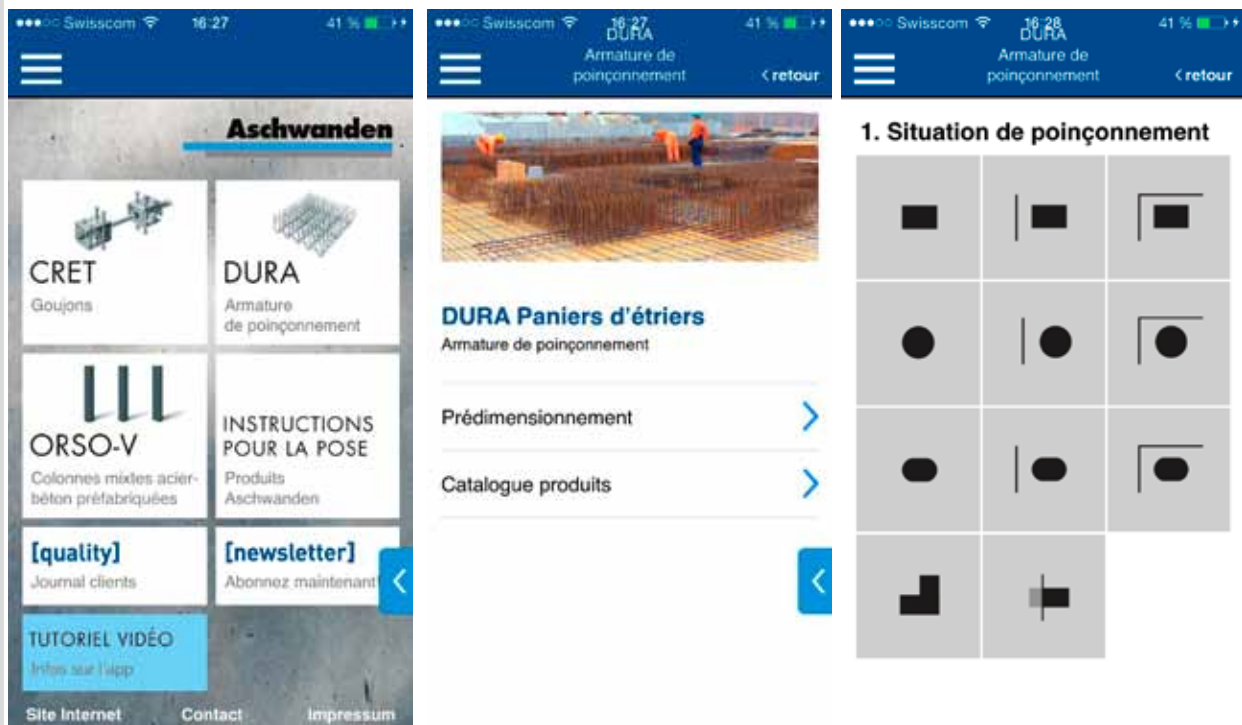 Swisscom 16:27 41 %
Aschwanden
CRET
Goujons
DURA
Armature
de poinçonnement
ORSO-V
Colonnes mixtes acier-
béton préfabriquées
INSTRUCTIONS
POUR LA POSE
Produits
Aschwanden
[quality]
Journal clients
[newsletter]
Abonnez maintenant!
TUTORIEL VIDÉO
Infos sur l'app
Site Internet Contact Impressum
Swisscom 16:27 41 %
DURA
Armature de
poinçonnement
retour
DURA Paniers d'étriers
Armature de poinçonnement
Prédimensionnement
Catalogue produits
Swisscom 16:28 41 %
DURA
Armature de
poinçonnement
retour
1. Situation de poinçonnement